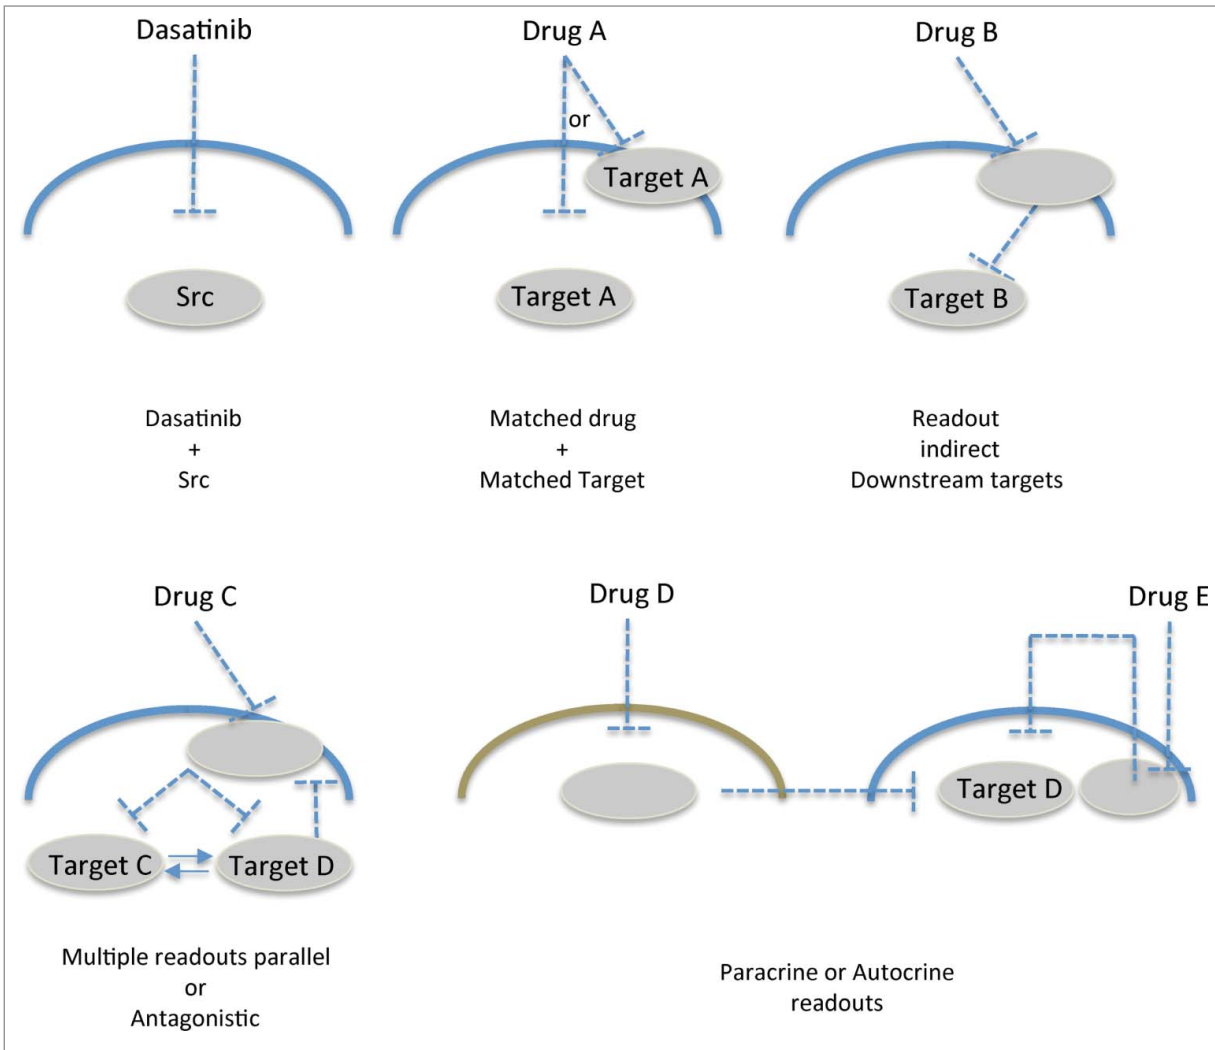 Dasatinib
Src
Dasatinib
+
Src
Drug A
or
Target A
Target A
Matched drug
+
Matched Target
Drug B
Target B
Readout
indirect
Downstream targets
Drug C
Target C
Target D
Multiple readouts parallel
or
Antagonistic
Drug D
Drug E
Target D
Paracrine or Autocrine
readouts